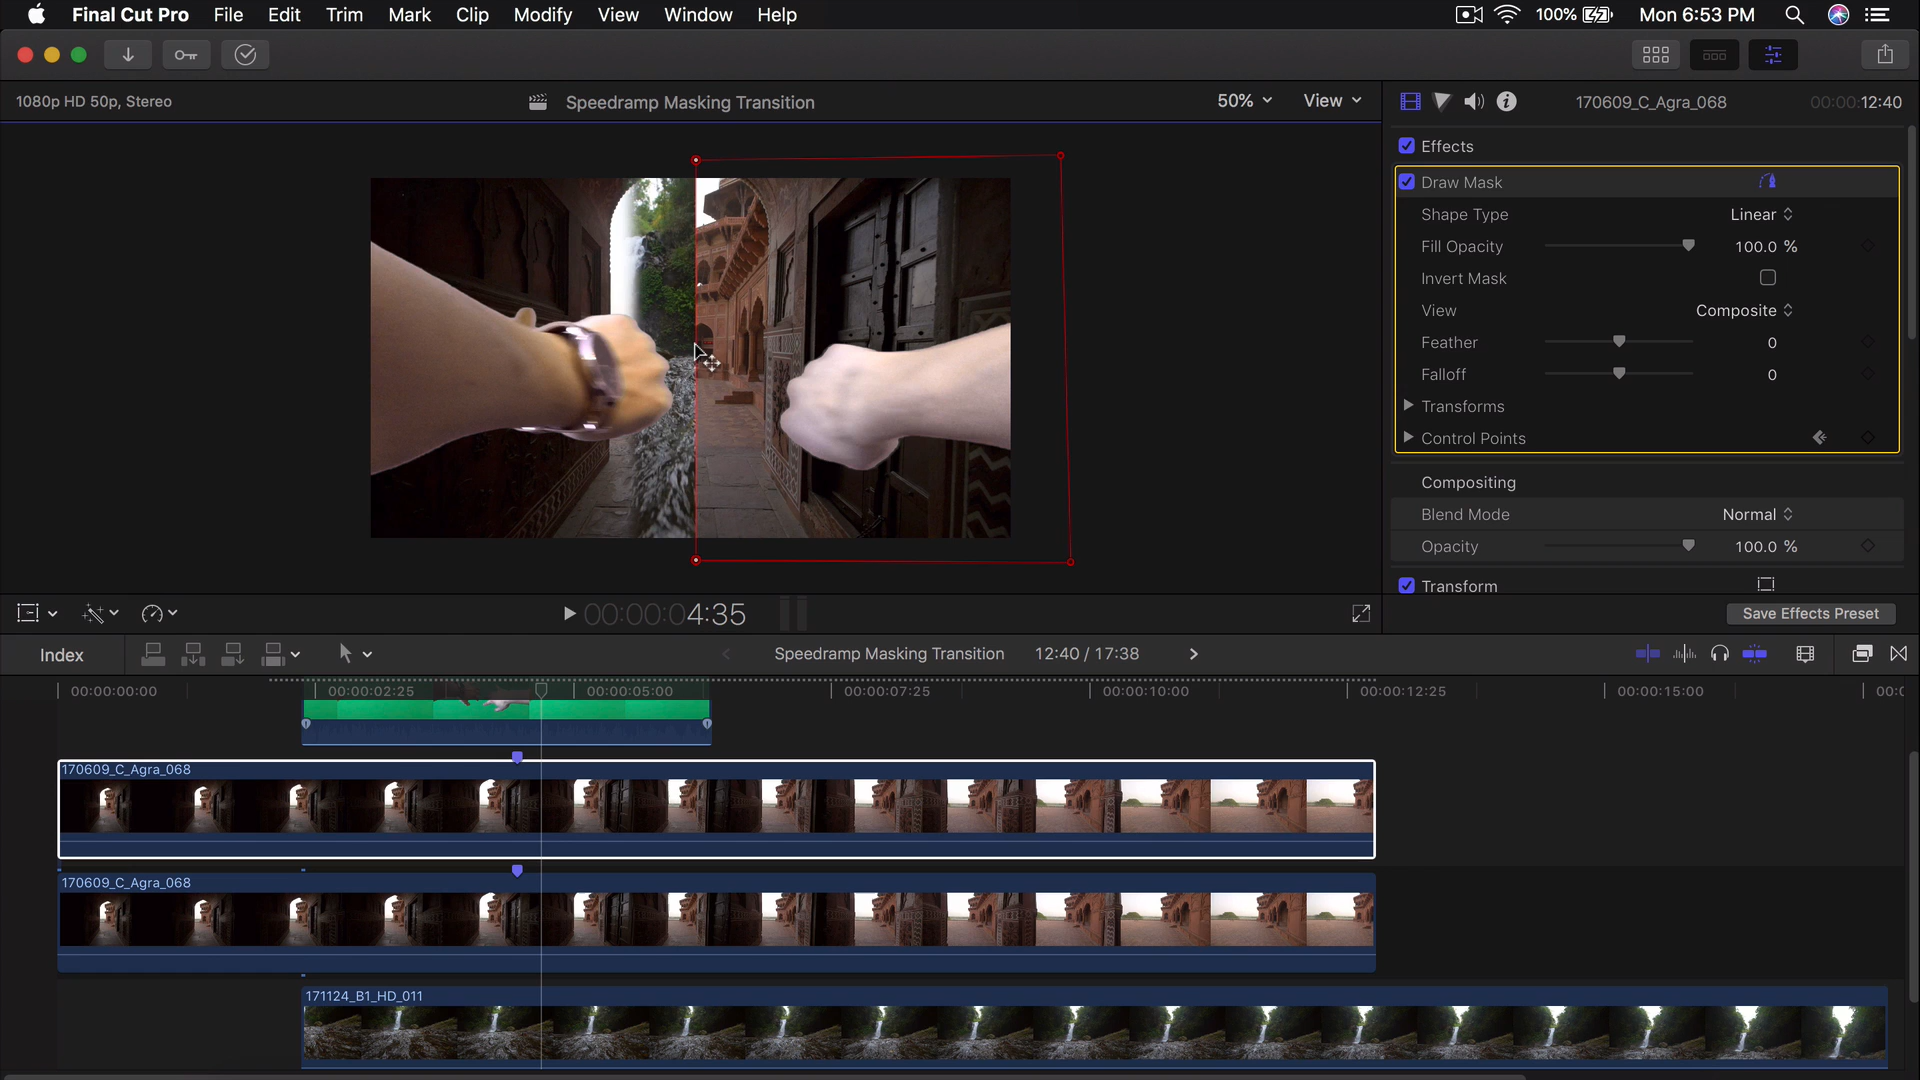 Final Cut Pro File Edit Trim Mark Clip Modify View Window Help 100% Mon 6:53 PM
1080p HD 50p, Stereo Speedramp Masking Transition 50% View 170609_C_Agra_068 00:00:12:40
Effects
Draw Mask
Shape Type Linear
Fill Opacity 100.0 %
Invert Mask
View Composite
Feather 0
Falloff 0
Transforms
Control Points
Compositing
Blend Mode Normal
Opacity 100.0 %
Transform
00:00:04:35 Save Effects Preset
Index Speedramp Masking Transition 12:40 / 17:38
00:00:00:00 00:00:02:25 00:00:05:00 00:00:07:25 00:00:10:00 00:00:12:25 00:00:15:00
170609_C_Agra_068
170609_C_Agra_068
171124_B1_HD_011